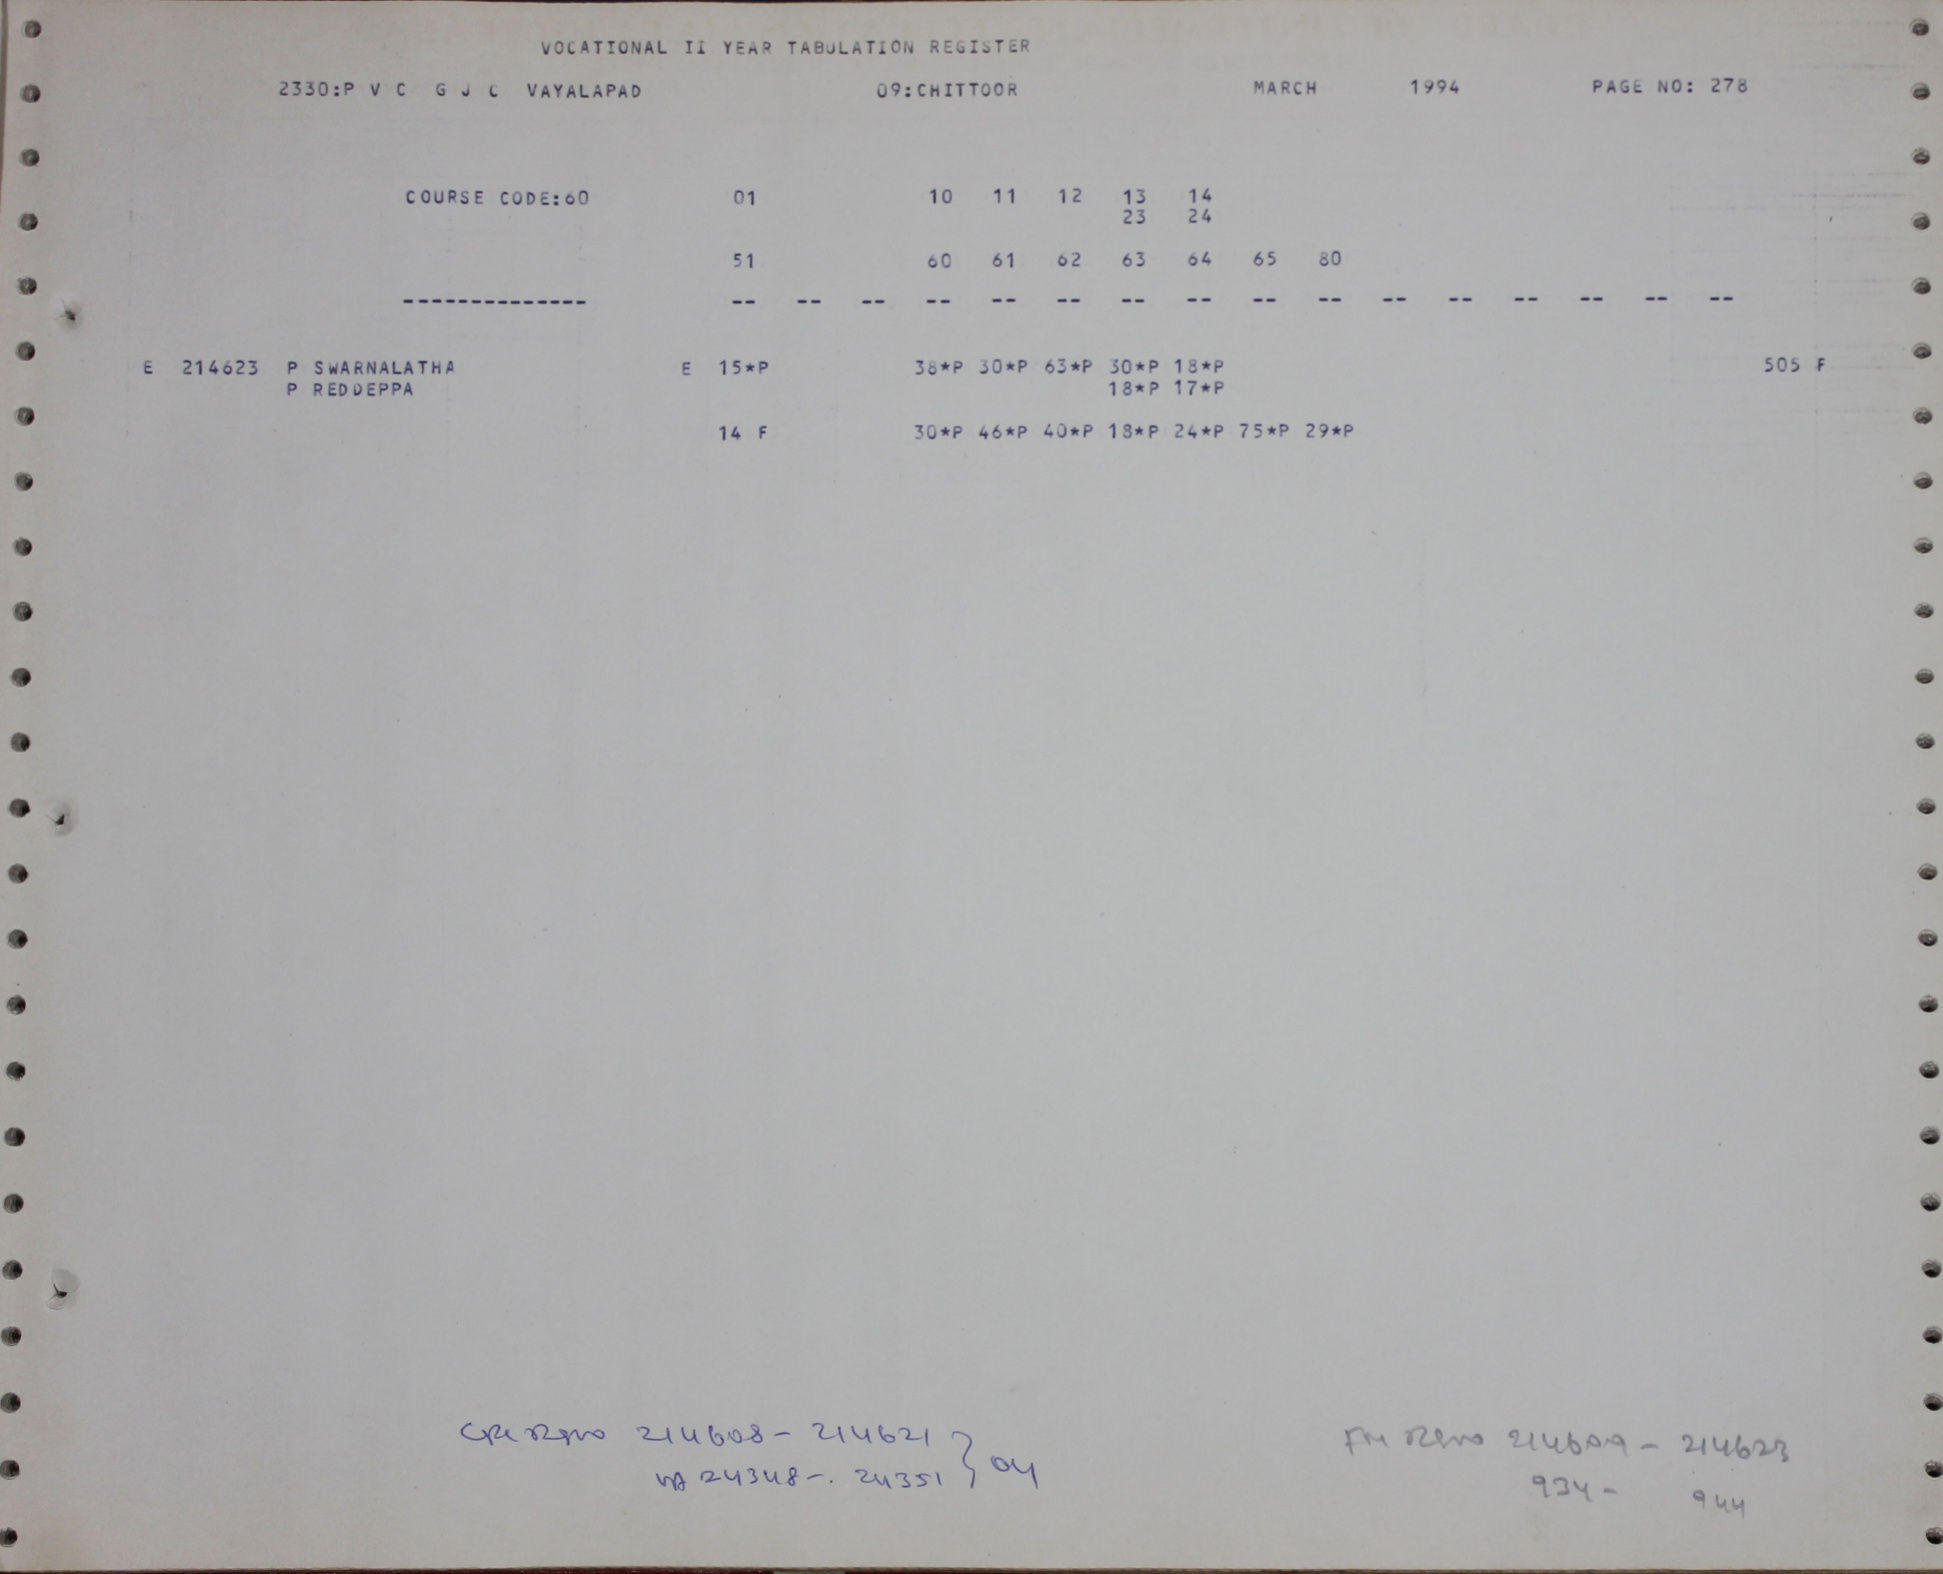 VOCATIONAL II YEAR TABULATION REGISTER
2330:P V C G J C VAYALAPAD 09:CHITTOOR MARCH 1994 PAGE NO: 278
COURSE CODE:60 01 10 11 12 13 14
23 24
51 60 61 62 63 64 65 80
-------------- -- -- -- -- -- -- -- -- -- -- -- -- -- -- -- --
E 214623 P SWARNALATHA E 15*P 38*P 30*P 63*P 30*P 18*P 505 F
P REDDEPPA 18*P 17*P
14 F 30*P 46*P 40*P 18*P 24*P 75*P 29*P
214608 - 214621 } 04
24348 - 24351
214609 - 214623
934 - 944